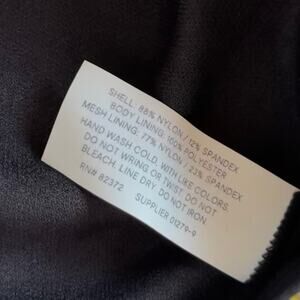 SHELL: 88% NYLON / 12% SPANDEX
BODY LINING: 100% POLYESTER
MESH LINING: 77% NYLON / 23% SPANDEX
HAND WASH COLD, WITH LIKE COLORS.
DO NOT WRING OR TWIST. DO NOT
BLEACH. LINE DRY. DO NOT IRON.
RN# 82372 SUPPLIER 01279-9